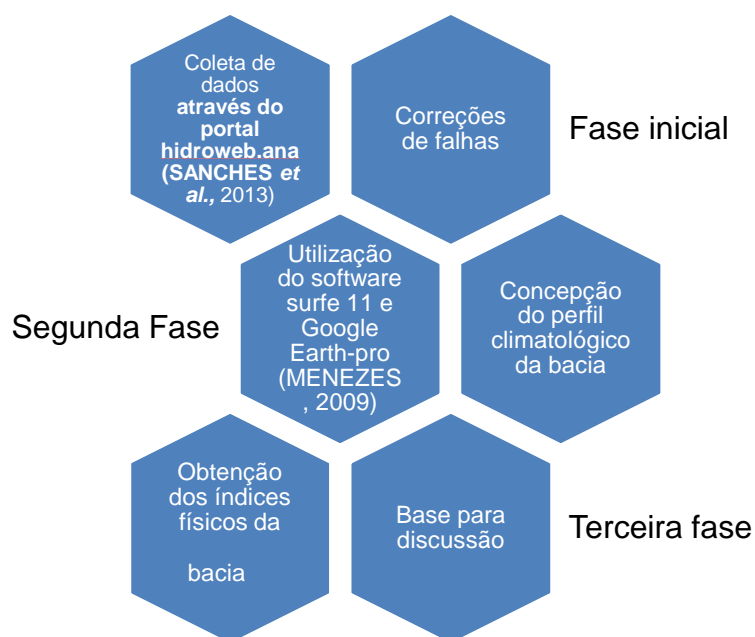 Coleta de
dados
através do
portal
hidroweb.ana
(SANCHES et
al., 2013)
Correções
de falhas
Fase inicial
Segunda Fase
Utilização
do software
surfe 11 e
Google
Earth-pro
(MENEZES
, 2009)
Concepção
do perfil
climatológico
da bacia
Obtenção
dos índices
físicos da
bacia
Base para
discussão
Terceira fase